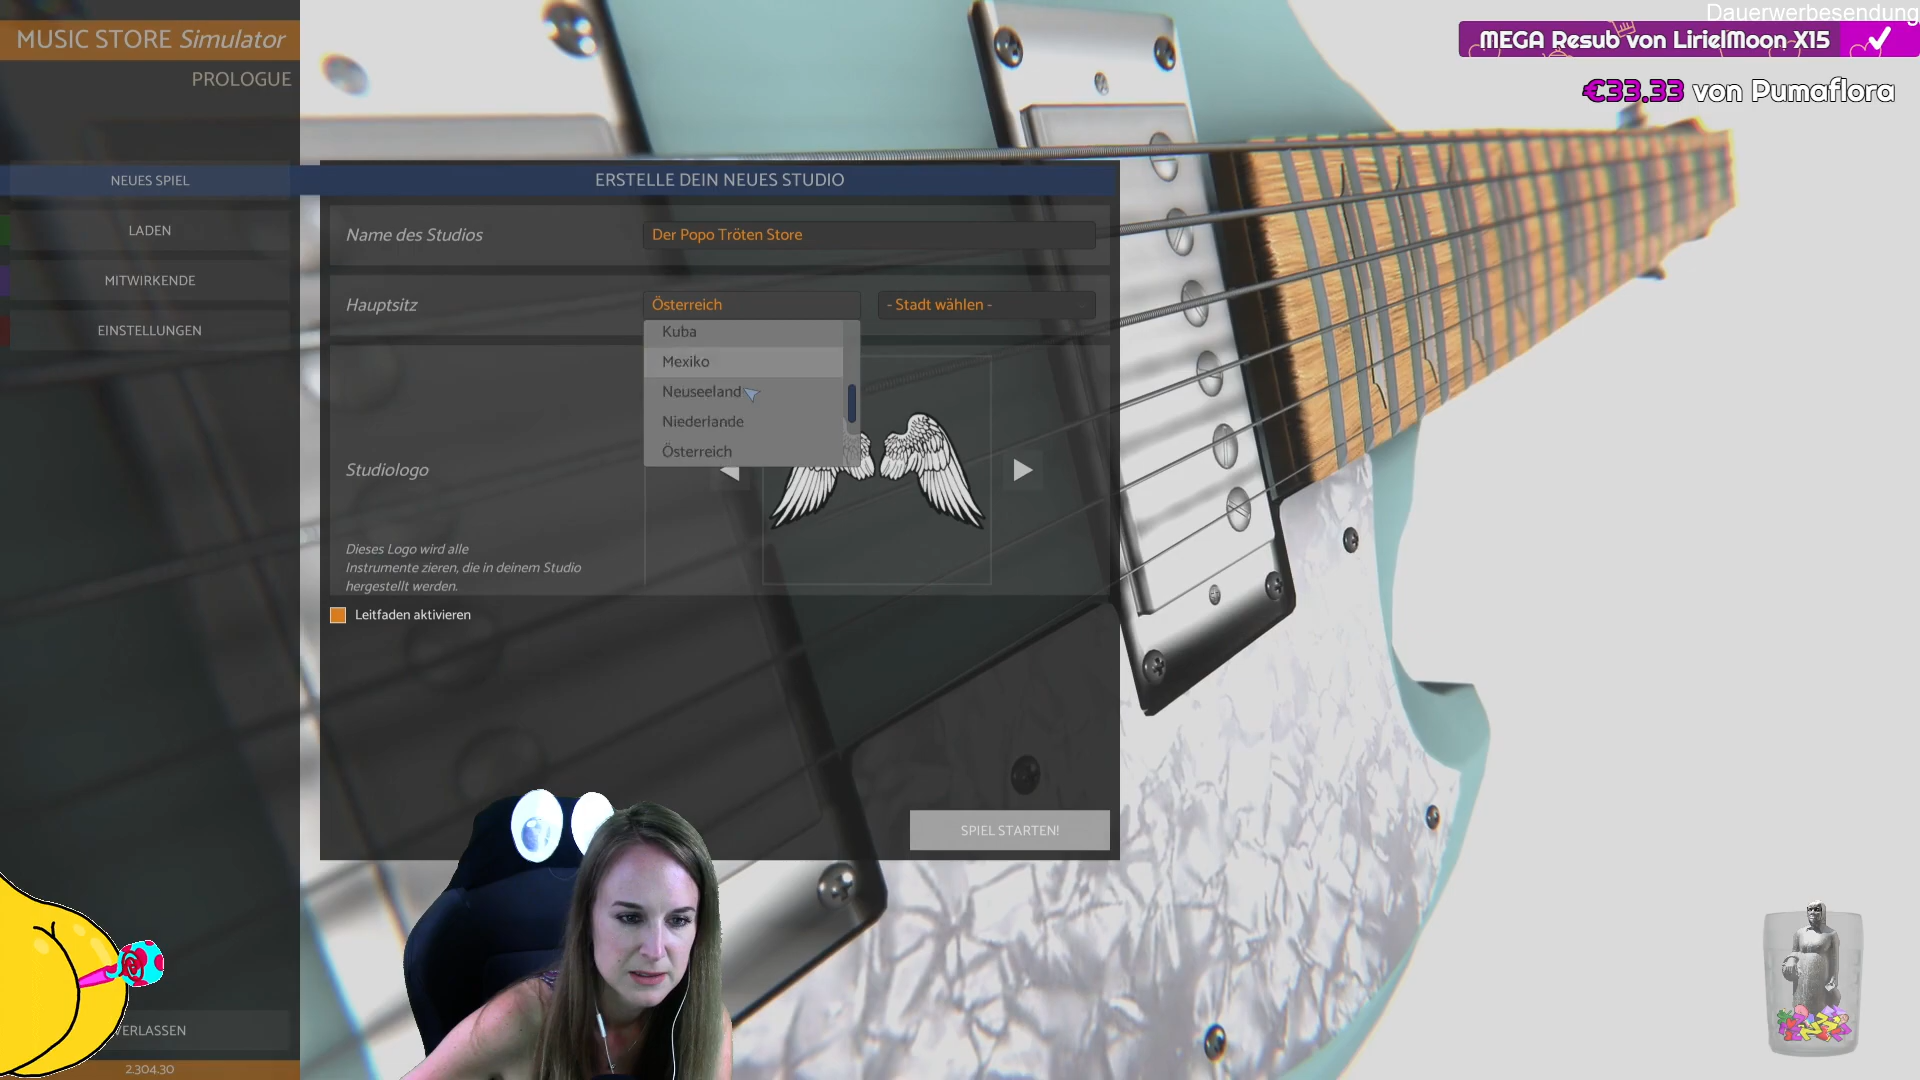 Dauerwerbesendung
MUSIC STORE Simulator
PROLOGUE
MEGA Resub von LirielMoon X15
€33.33 von Pumaflora
NEUES SPIEL
LADEN
MITWIRKENDE
EINSTELLUNGEN
ERSTELLE DEIN NEUES STUDIO
Name des Studios
Der Popo Tröten Store
Hauptsitz
Österreich
- Stadt wählen -
Kuba
Mexiko
Neuseeland
Niederlande
Österreich
Studiologo
Dieses Logo wird alle
Instrumente zieren, die in deinem Studio
hergestellt werden.
Leitfaden aktivieren
SPIEL STARTEN!
VERLASSEN
2.304.30